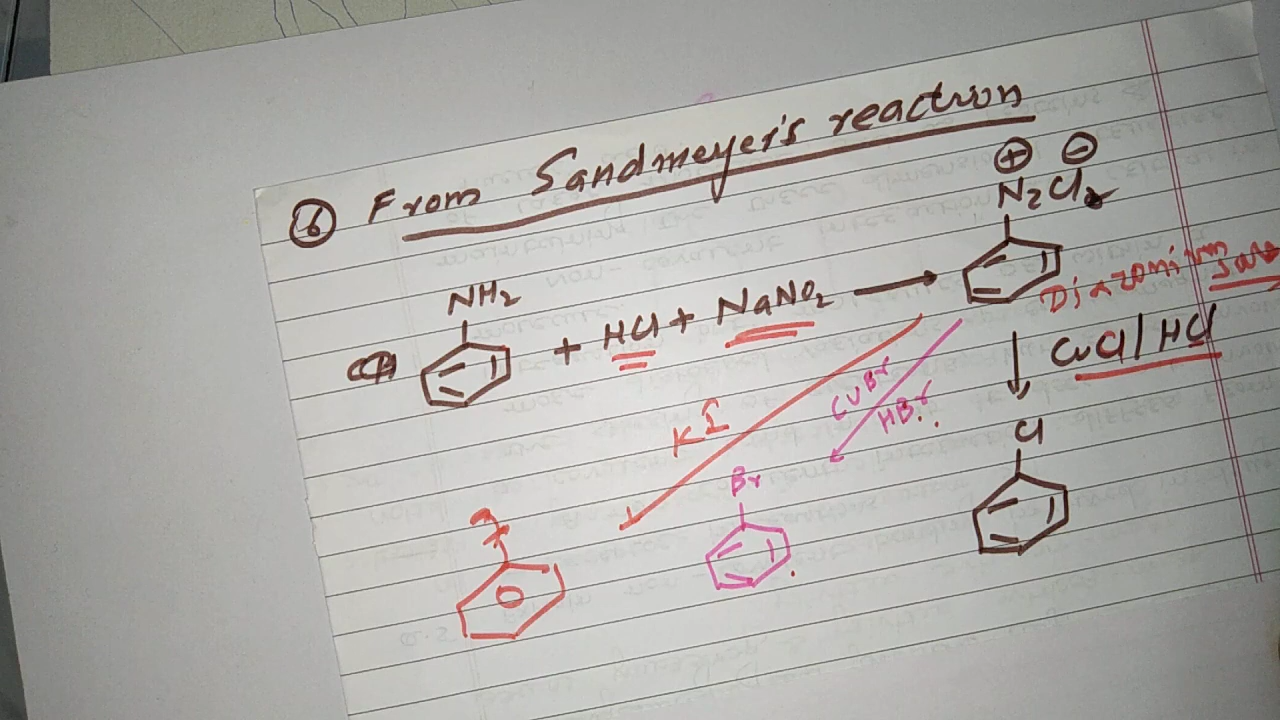 6 From Sandmeyer's reaction
⊕ ⊖
N2Cl
NH2
+ HCl + NaNO2 →
Diazonium
CuCl/HCl
KI
CuBr
HBr
Cl
Br